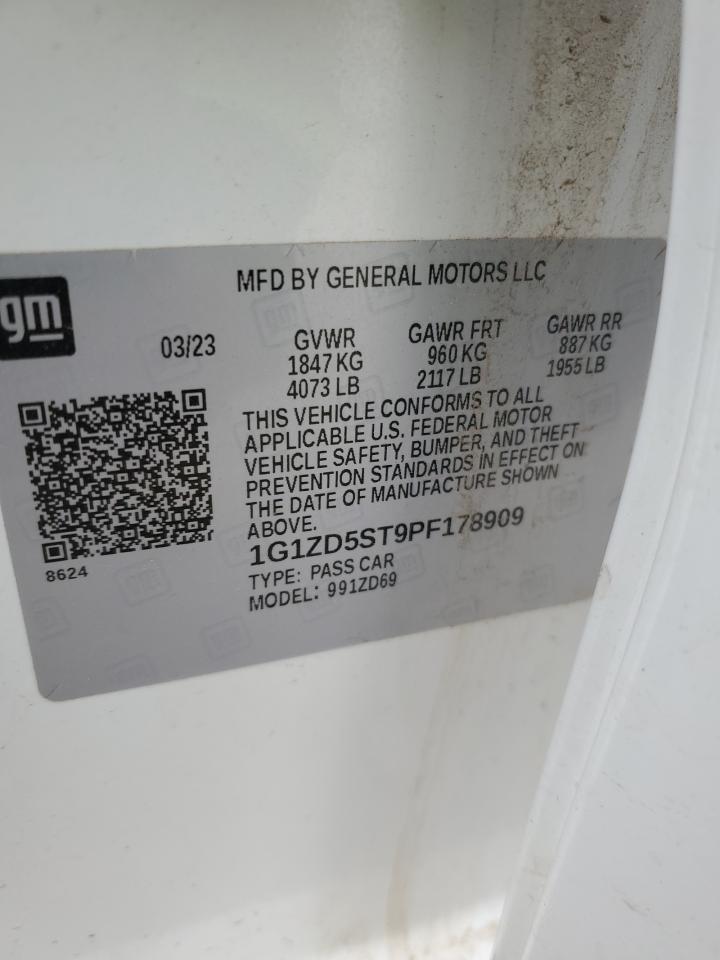 gm
MFD BY GENERAL MOTORS LLC
03/23
GVWR
1847 KG
4073 LB
GAWR FRT
960 KG
2117 LB
GAWR RR
887 KG
1955 LB
THIS VEHICLE CONFORMS TO ALL
APPLICABLE U.S. FEDERAL MOTOR
VEHICLE SAFETY, BUMPER, AND THEFT
PREVENTION STANDARDS IN EFFECT ON
THE DATE OF MANUFACTURE SHOWN
ABOVE.
8624
1G1ZD5ST9PF178909
TYPE: PASS CAR
MODEL: 991ZD69